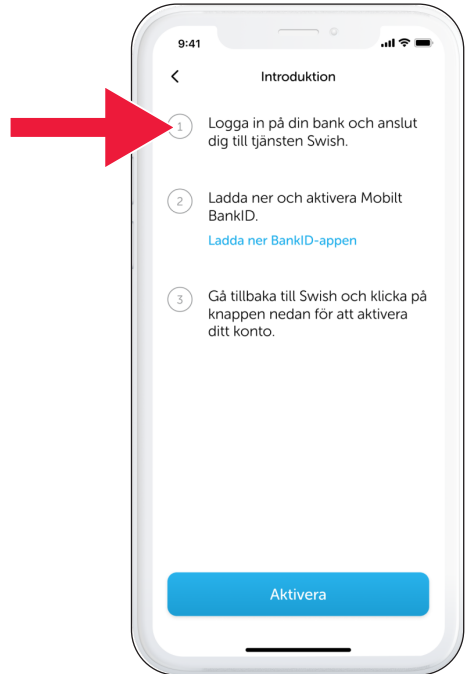 9:41
Introduktion
1 Logga in på din bank och anslut
dig till tjänsten Swish.
2 Ladda ner och aktivera Mobilt
BankID.
Ladda ner BankID-appen
3 Gå tillbaka till Swish och klicka på
knappen nedan för att aktivera
ditt konto.
Aktivera